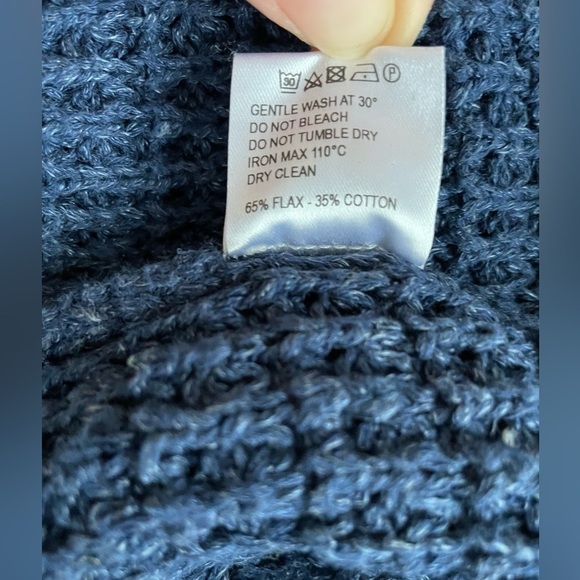 30 P
GENTLE WASH AT 30°
DO NOT BLEACH
DO NOT TUMBLE DRY
IRON MAX 110°C
DRY CLEAN
65% FLAX - 35% COTTON